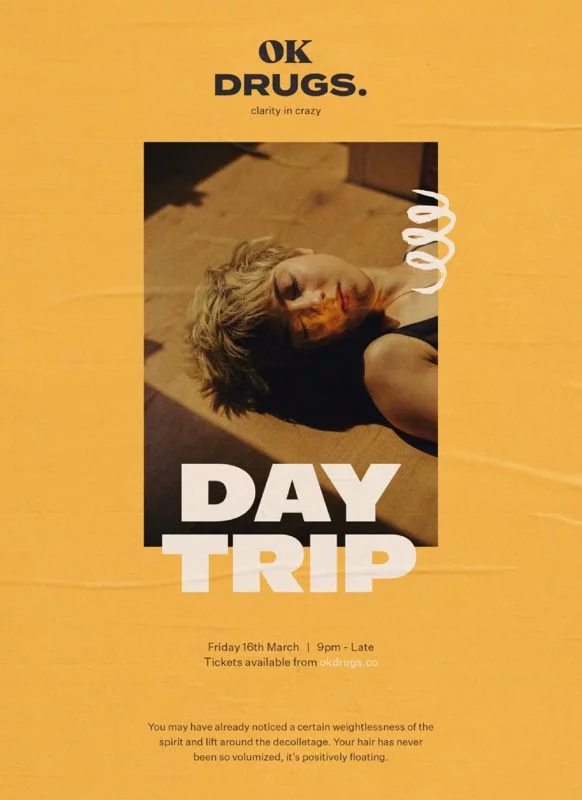 OK
DRUGS.
clarity in crazy
DAY
TRIP
Friday 16th March | 9pm - Late
Tickets available from okdrugs.co
You may have already noticed a certain weightlessness of the
spirit and lift around the decolletage. Your hair has never
been so volumized, it's positively floating.